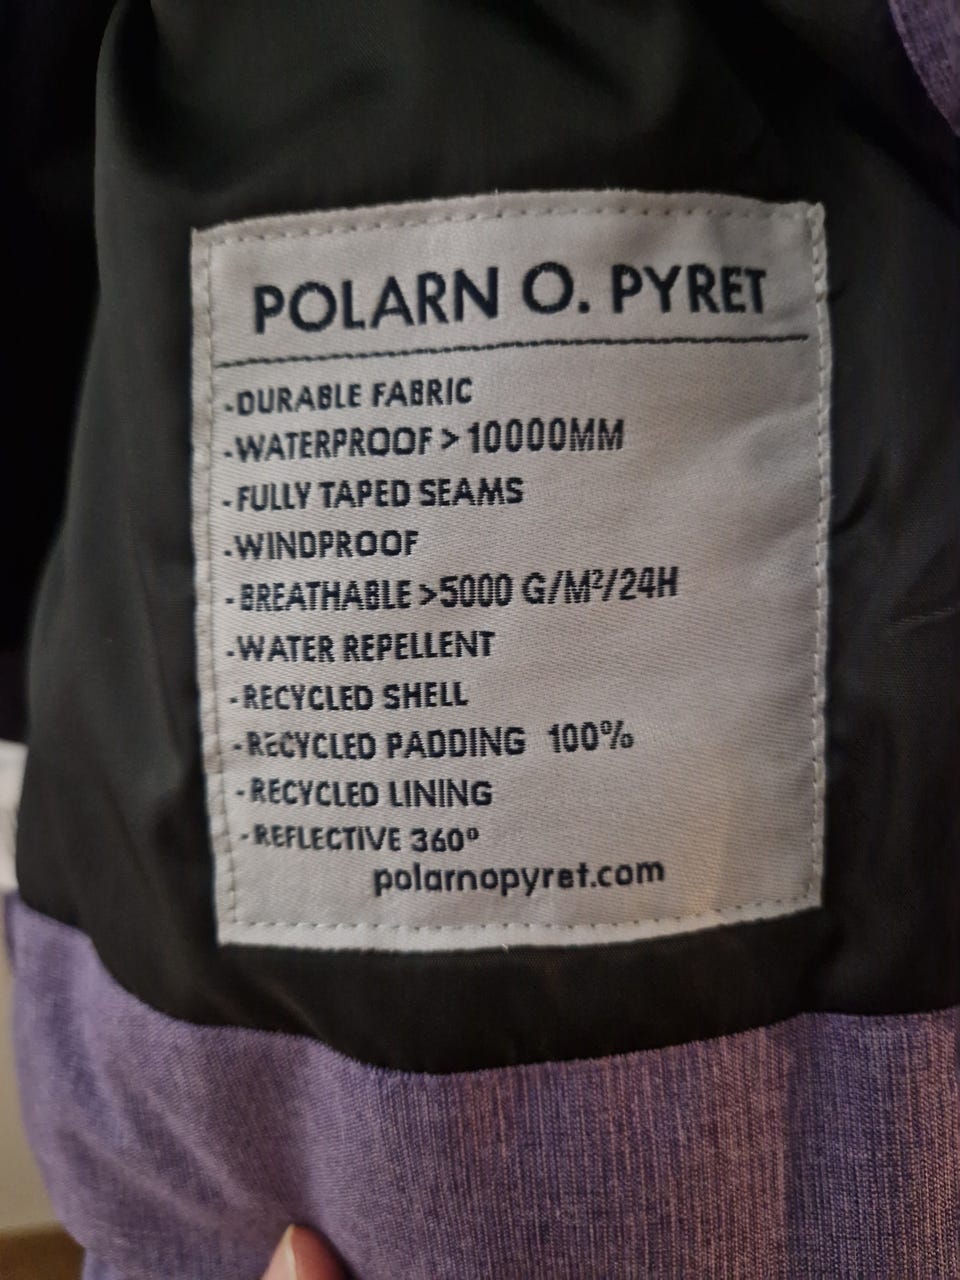 POLARN O. PYRET
-DURABLE FABRIC
-WATERPROOF > 10000MM
-FULLY TAPED SEAMS
-WINDPROOF
-BREATHABLE >5000 G/M²/24H
-WATER REPELLENT
-RECYCLED SHELL
-RECYCLED PADDING 100%
-RECYCLED LINING
-REFLECTIVE 360°
polarnopyret.com